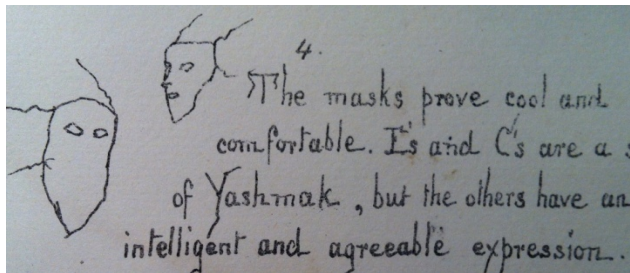 4.
The masks prove cool and
comfortable. E's and C's are a s
of Yashmak, but the others have an
intelligent and agreeable expression.